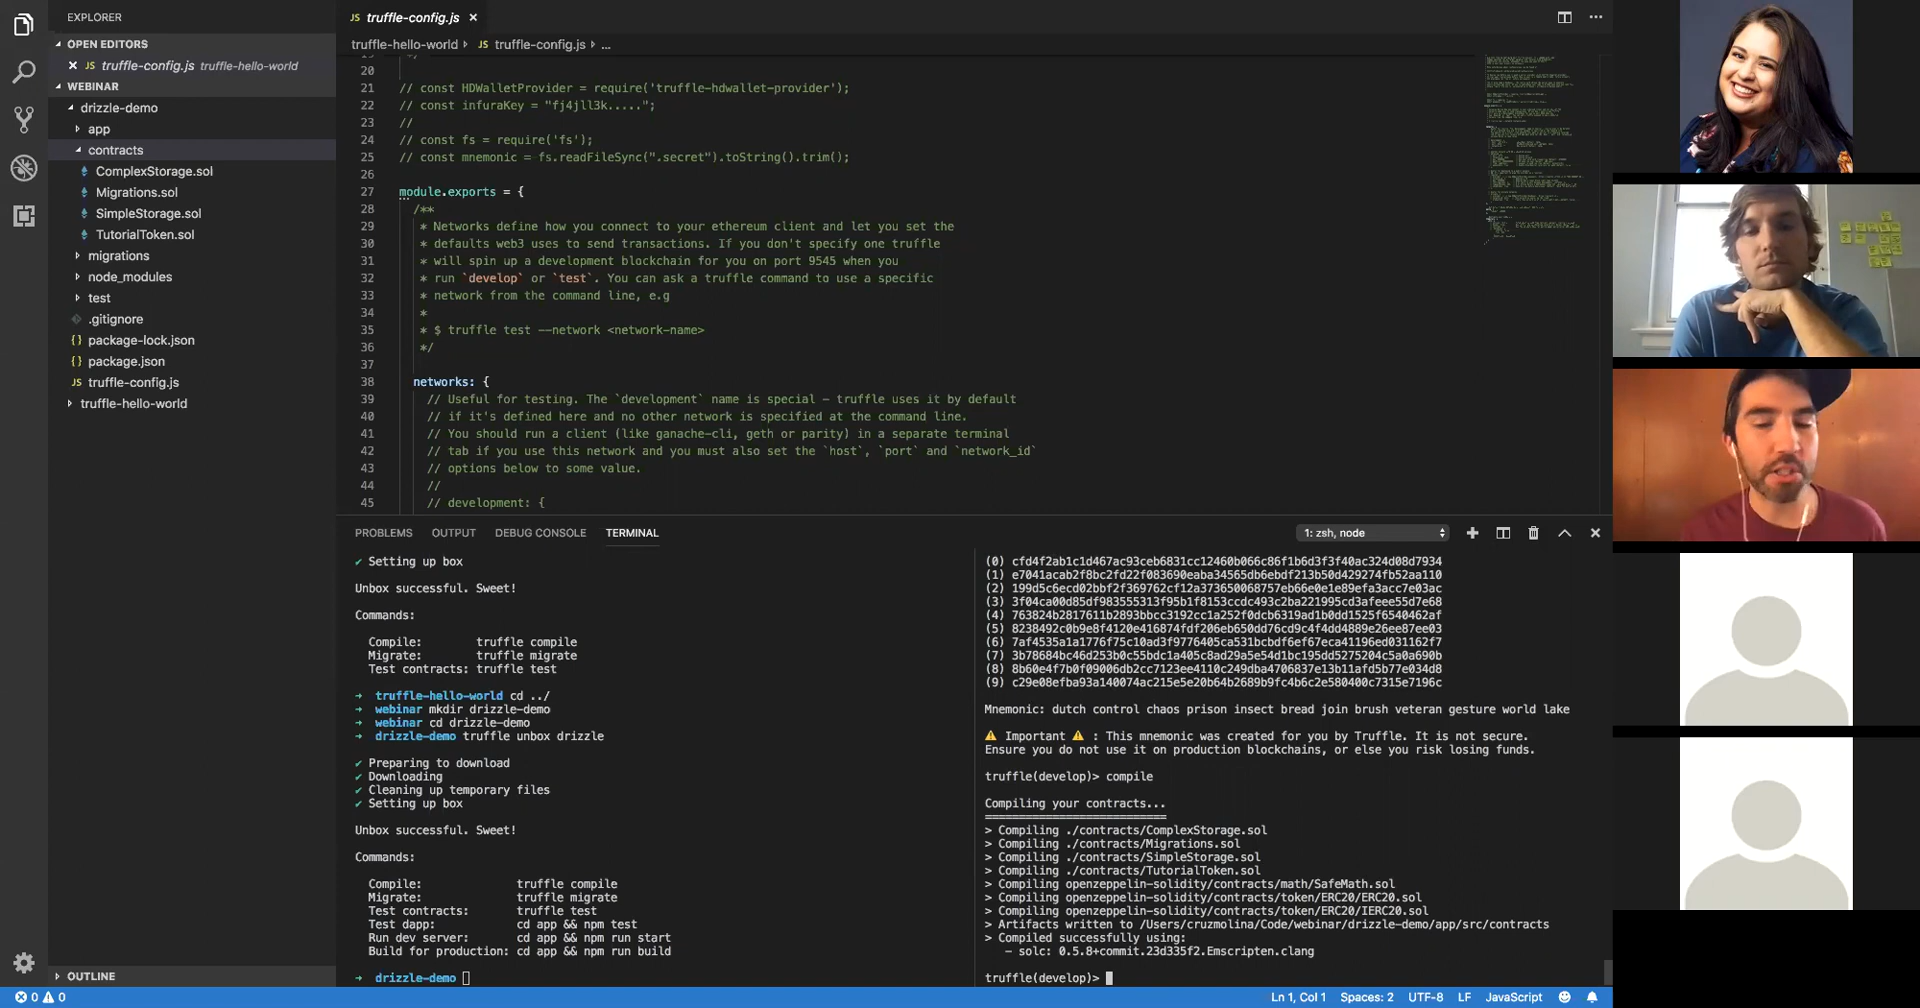 EXPLORER
OPEN EDITORS
truffle-config.js truffle-hello-world
WEBINAR
drizzle-demo
app
contracts
ComplexStorage.sol
Migrations.sol
SimpleStorage.sol
TutorialToken.sol
migrations
node_modules
test
.gitignore
{} package-lock.json
{} package.json
JS truffle-config.js
truffle-hello-world
OUTLINE
JS truffle-config.js
truffle-hello-world JS truffle-config.js ...
20
21 // const HDWalletProvider = require('truffle-hdwallet-provider');
22 // const infuraKey = "fj4jll3k.....";
23 //
24 // const fs = require('fs');
25 // const mnemonic = fs.readFileSync(".secret").toString().trim();
26
27 module.exports = {
28 /**
29 * Networks define how you connect to your ethereum client and let you set the
30 * defaults web3 uses to send transactions. If you don't specify one truffle
31 * will spin up a development blockchain for you on port 9545 when you
32 * run `develop` or `test`. You can ask a truffle command to use a specific
33 * network from the command line, e.g
34 *
35 * $ truffle test --network <network-name>
36 */
37
38 networks: {
39 // Useful for testing. The `development` name is special - truffle uses it by default
40 // if it's defined here and no other network is specified at the command line.
41 // You should run a client (like ganache-cli, geth or parity) in a separate terminal
42 // tab if you use this network and you must also set the `host`, `port` and `network_id`
43 // options below to some value.
44 //
45 // development: {
PROBLEMS OUTPUT DEBUG CONSOLE TERMINAL
1: zsh, node
✔ Setting up box
Unbox successful. Sweet!
Commands:
Compile: truffle compile
Migrate: truffle migrate
Test contracts: truffle test
➜ truffle-hello-world cd ../
➜ webinar mkdir drizzle-demo
➜ webinar cd drizzle-demo
➜ drizzle-demo truffle unbox drizzle
✔ Preparing to download
✔ Downloading
✔ Cleaning up temporary files
✔ Setting up box
Unbox successful. Sweet!
Commands:
Compile: truffle compile
Migrate: truffle migrate
Test contracts: truffle test
Test dapp: cd app && npm test
Run dev server: cd app && npm run start
Build for production: cd app && npm run build
➜ drizzle-demo
(0) cfd4f2ab1c1d467ac93ceb6831cc12460b066c86f1b6d3f3f40ac324d08d7934
(1) e7041acab2f8bc2fd22f083690eaba34565db6ebdf213b50d429274fb52aa110
(2) 199d5c6ecd02bbf2f369762cf12a373650068757eb66e0e1e89efa3acc7e03ac
(3) 3f04ca00d85df983555313f95b1f8153ccdc493c2ba221995cd3afeee55d7e68
(4) 763824b2817611b2893bbcc3192cc1a252f0dcb6319ad1b0dd1525f6540462af
(5) 8238492c0b9e8f4120e416874fdf206eb650dd76cd9c4f4dd4889e26ee87ee03
(6) 7af4535a1a1776f75c10ad3f9776405ca531bcbdf6ef67eca41196ed031162f7
(7) 3b78684bc46d253b0c55bdc1a405c8ad29a5e54d1bc195dd5275204c5a0a690b
(8) 8b60e4f7b0f09006db2cc7123ee4110c249dba4706837e13b11afd5b77e034d8
(9) c29e08efba93a140074ac215e5e20b64b2689b9fc4b6c2e580400c7315e7196c
Mnemonic: dutch control chaos prison insect bread join brush veteran gesture world lake
⚠ Important ⚠ : This mnemonic was created for you by Truffle. It is not secure.
Ensure you do not use it on production blockchains, or else you risk losing funds.
truffle(develop)> compile
Compiling your contracts...
===========================
> Compiling ./contracts/ComplexStorage.sol
> Compiling ./contracts/Migrations.sol
> Compiling ./contracts/SimpleStorage.sol
> Compiling ./contracts/TutorialToken.sol
> Compiling openzeppelin-solidity/contracts/math/SafeMath.sol
> Compiling openzeppelin-solidity/contracts/token/ERC20/ERC20.sol
> Compiling openzeppelin-solidity/contracts/token/ERC20/IERC20.sol
> Artifacts written to /Users/cruzmolina/Code/webinar/drizzle-demo/app/src/contracts
> Compiled successfully using:
- solc: 0.5.8+commit.23d335f2.Emscripten.clang
truffle(develop)>
0 0 Ln 1, Col 1 Spaces: 2 UTF-8 LF JavaScript